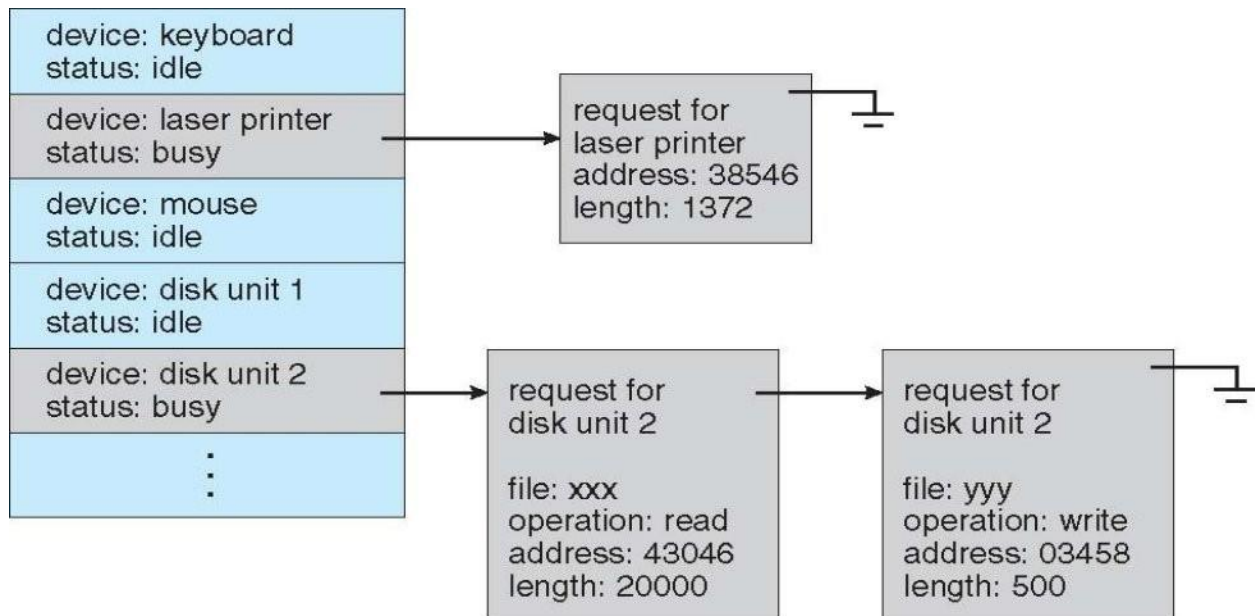 device: keyboard
status: idle
device: laser printer
status: busy
device: mouse
status: idle
device: disk unit 1
status: idle
device: disk unit 2
status: busy
request for
laser printer
address: 38546
length: 1372
request for
disk unit 2
file: xxx
operation: read
address: 43046
length: 20000
request for
disk unit 2
file: yyy
operation: write
address: 03458
length: 500